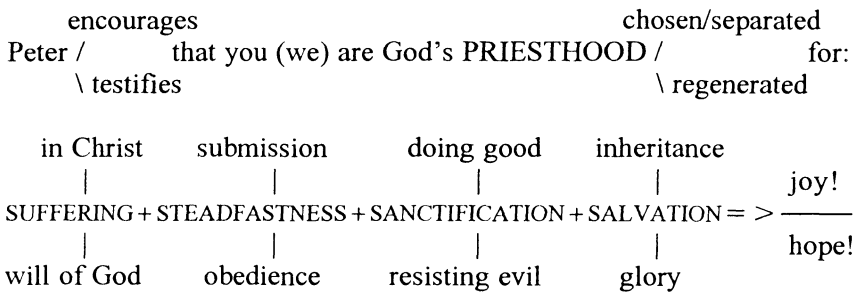 encourages chosen/separated
Peter / that you (we) are God's PRIESTHOOD / for:
\ testifies \ regenerated
in Christ submission doing good inheritance
| | | | joy!
SUFFERING + STEADFASTNESS + SANCTIFICATION + SALVATION = >
| | | | hope!
will of God obedience resisting evil glory